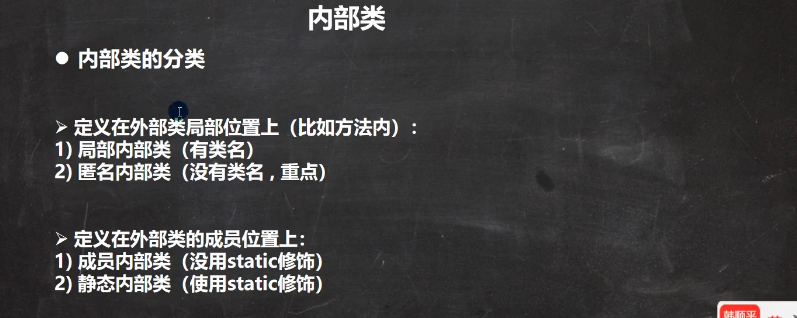 内部类
● 内部类的分类
➢ 定义在外部类局部位置上（比如方法内）:
1) 局部内部类（有类名）
2) 匿名内部类（没有类名 , 重点）
➢ 定义在外部类的成员位置上:
1) 成员内部类（没用static修饰）
2) 静态内部类（使用static修饰）
韩顺平